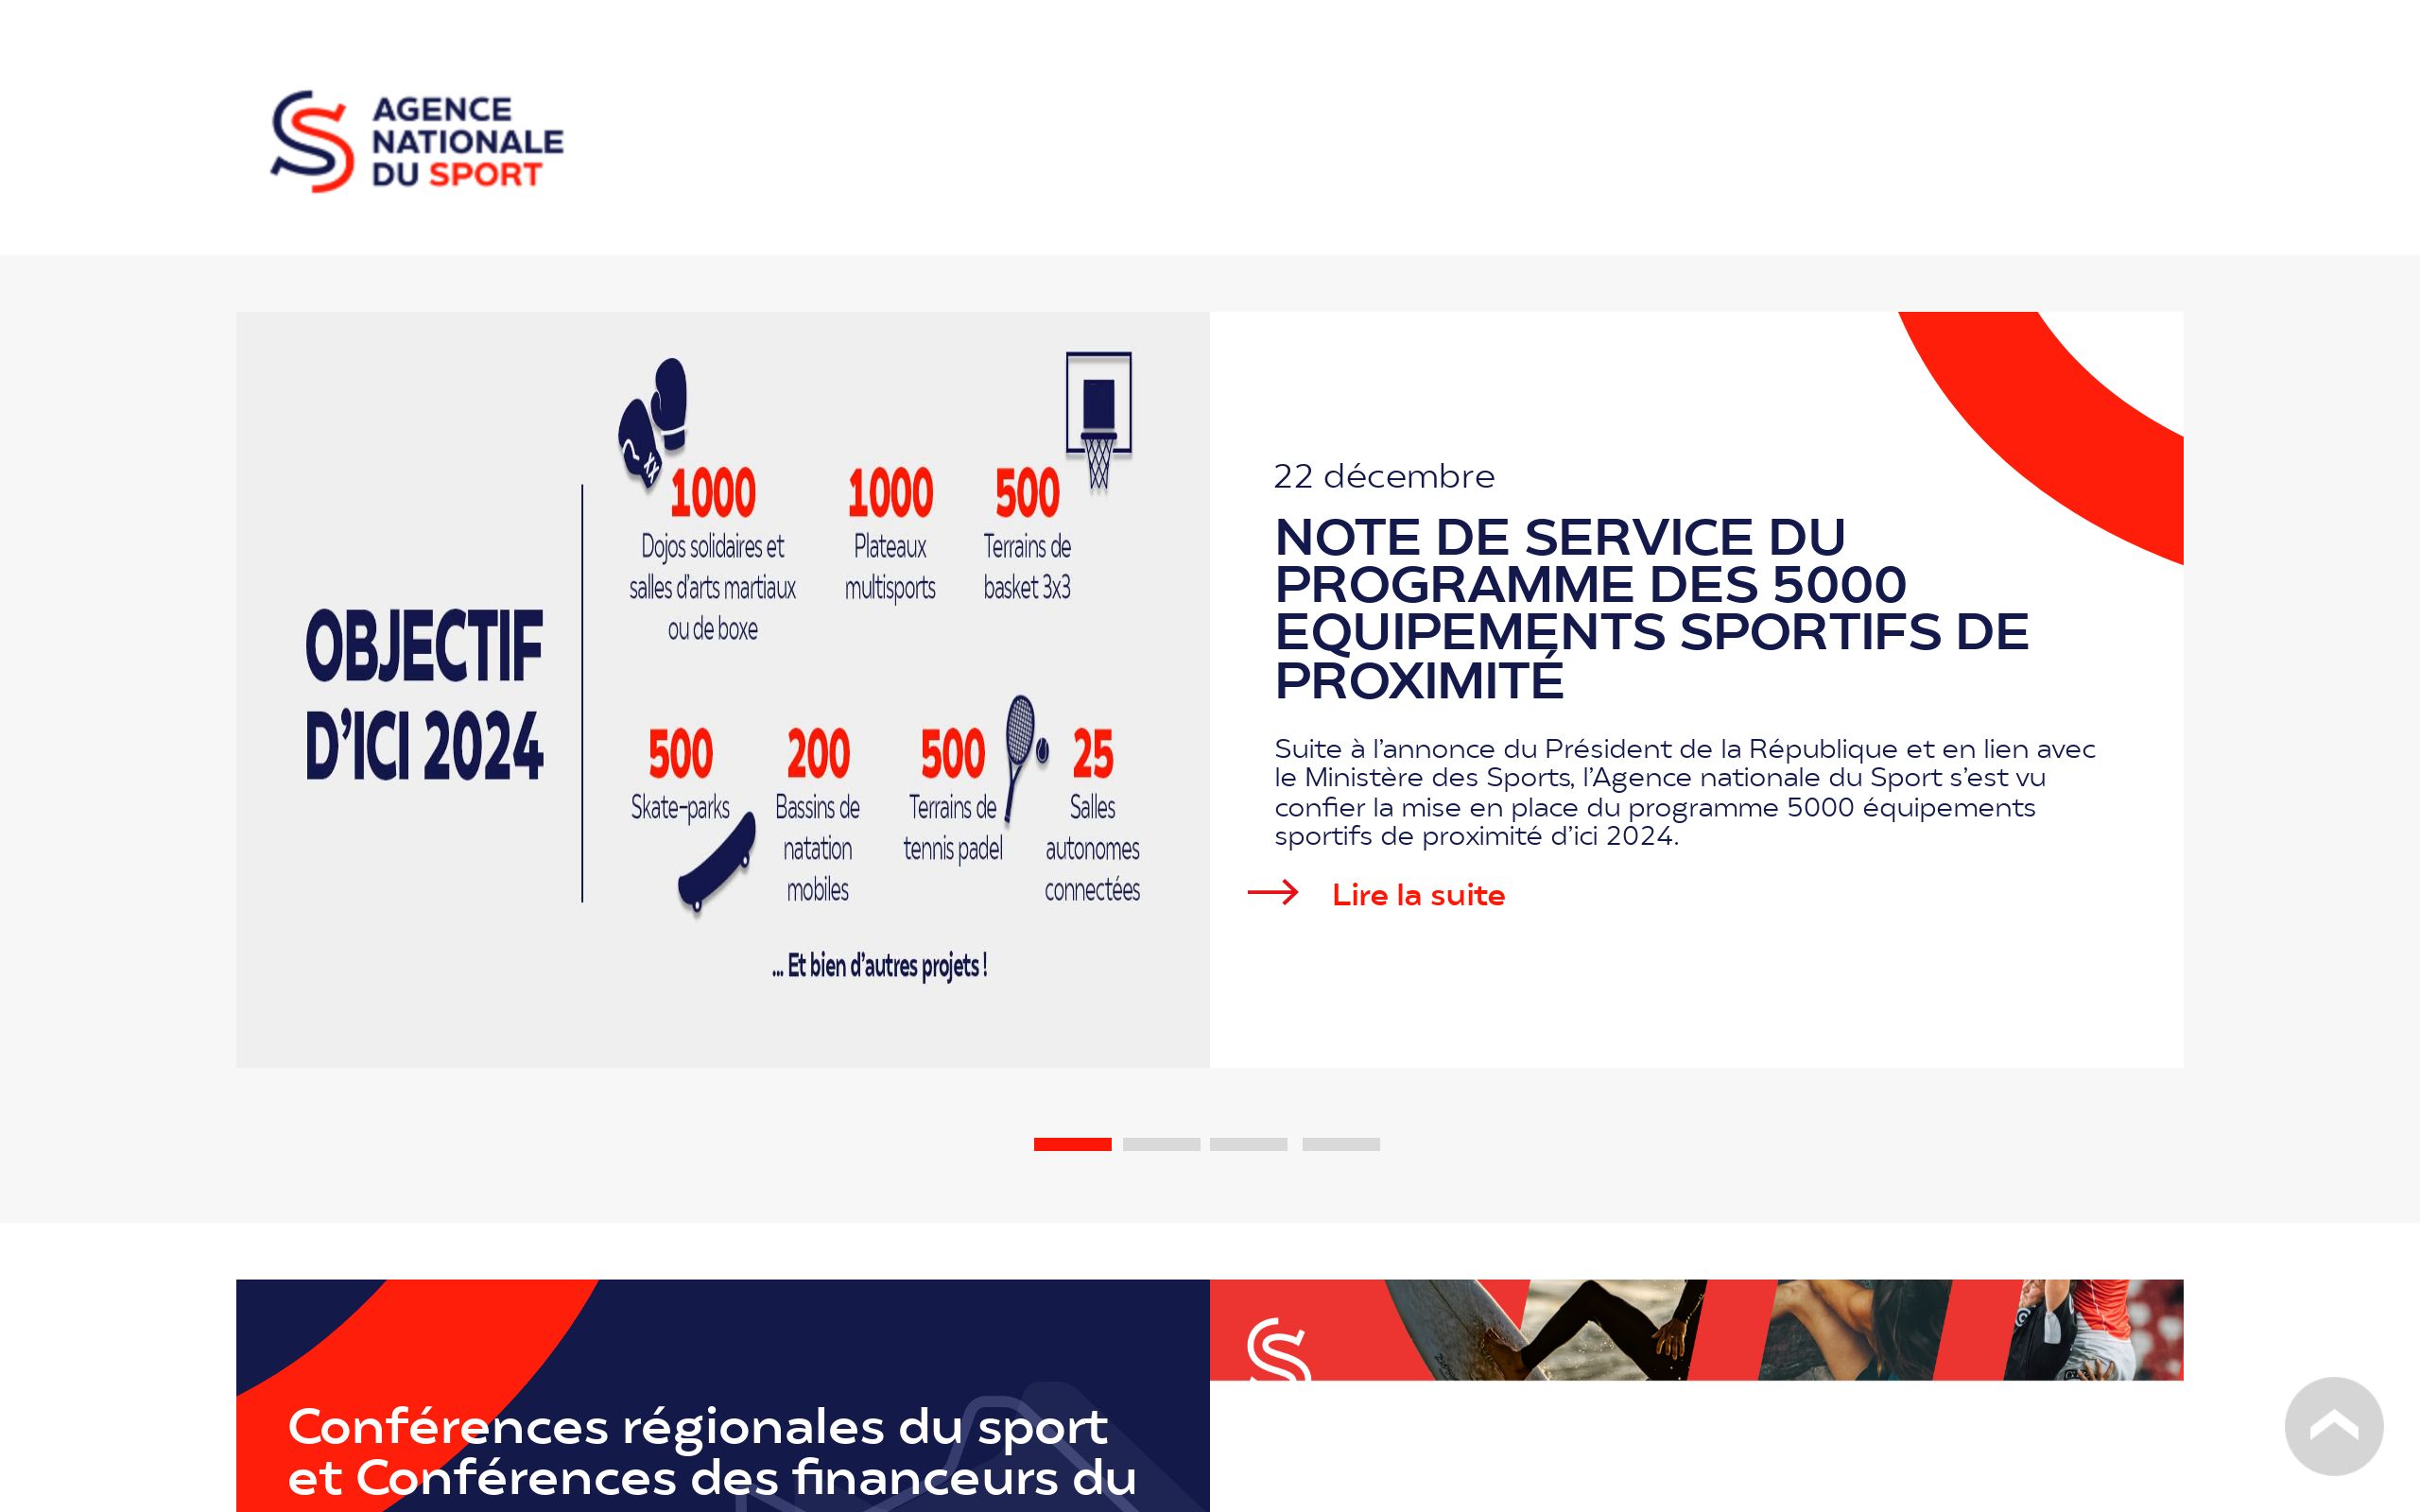 AGENCE
NATIONALE
DU SPORT
OBJECTIF
D’ICI 2024
1000
Dojos solidaires et
salles d’arts martiaux
ou de boxe
1000
Plateaux
multisports
500
Terrains de
basket 3x3
500
Skate-parks
200
Bassins de
natation
mobiles
500
Terrains de
tennis padel
25
Salles
autonomes
connectées
... Et bien d’autres projets !
22 décembre
NOTE DE SERVICE DU
PROGRAMME DES 5000
EQUIPEMENTS SPORTIFS DE
PROXIMITÉ
Suite à l’annonce du Président de la République et en lien avec
le Ministère des Sports, l’Agence nationale du Sport s’est vu
confier la mise en place du programme 5000 équipements
sportifs de proximité d’ici 2024.
Lire la suite
Conférences régionales du sport
et Conférences des financeurs du